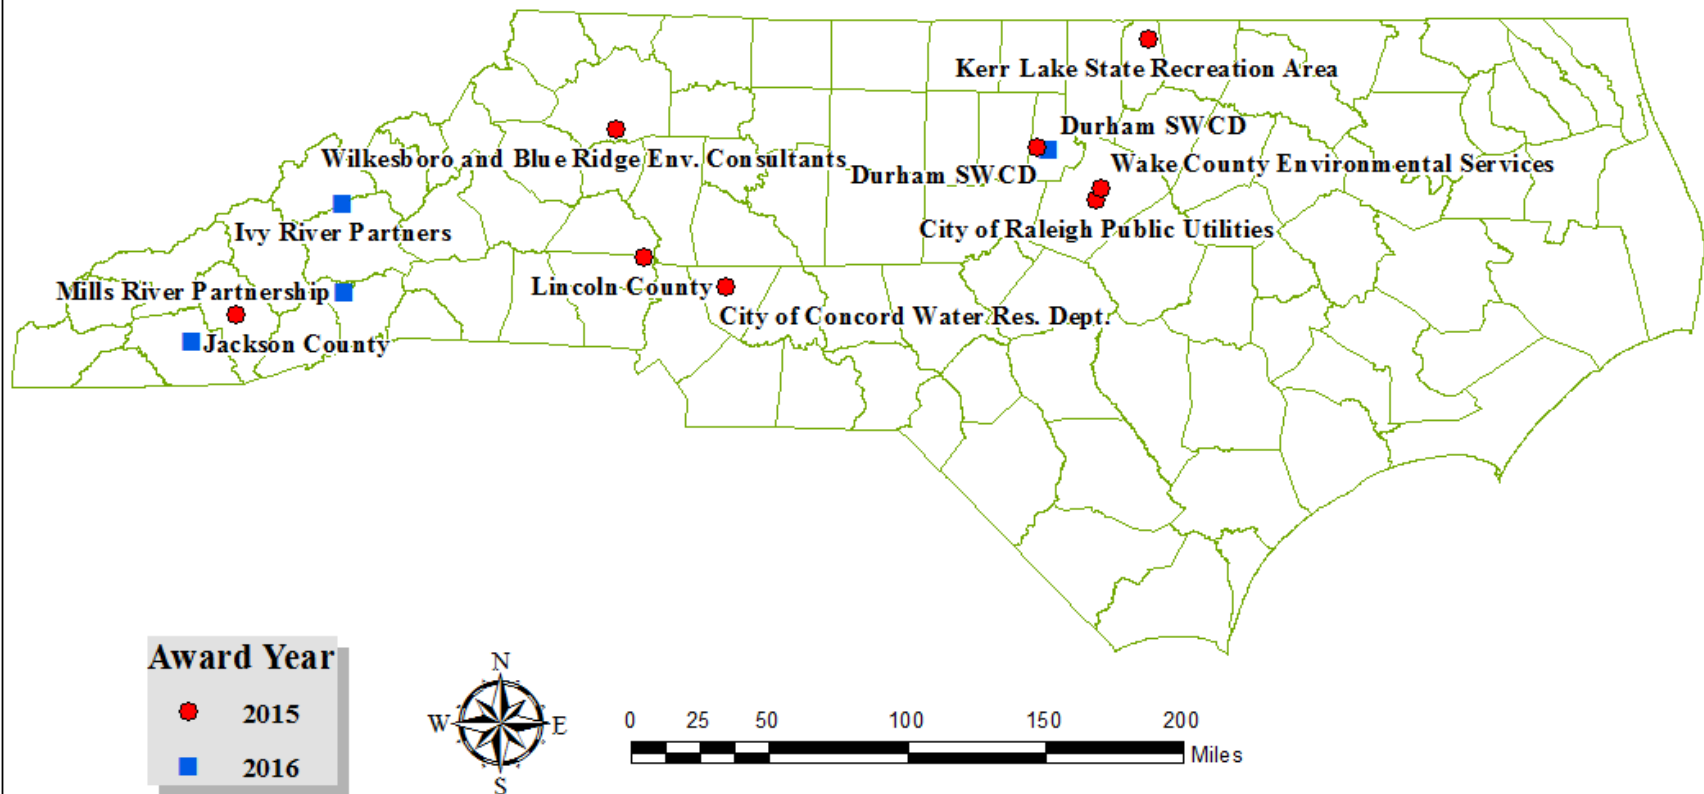 Kerr Lake State Recreation Area
Durham SWCD
Wilkesboro and Blue Ridge Env. Consultants
Wake County Environmental Services
Durham SWCD
Ivy River Partners
City of Raleigh Public Utilities
Mills River Partnership
Lincoln County
City of Concord Water Res. Dept.
Jackson County
Award Year
2015
2016
N
W
E
S
0 25 50 100 150 200
Miles